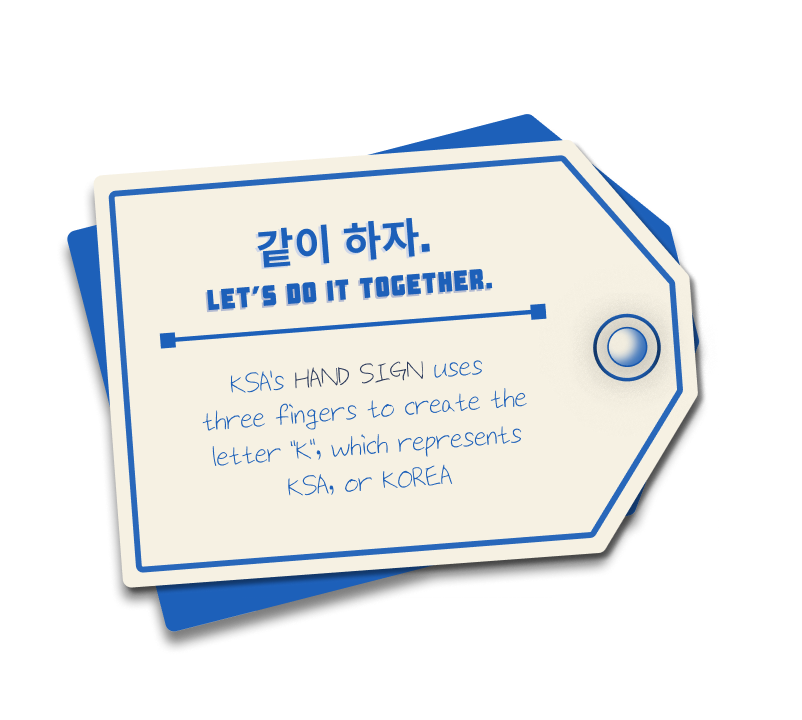 같이 하자.
LET'S DO IT TOGETHER.
KSA's HAND SIGN uses
three fingers to create the
letter "K", which represents
KSA, or KOREA